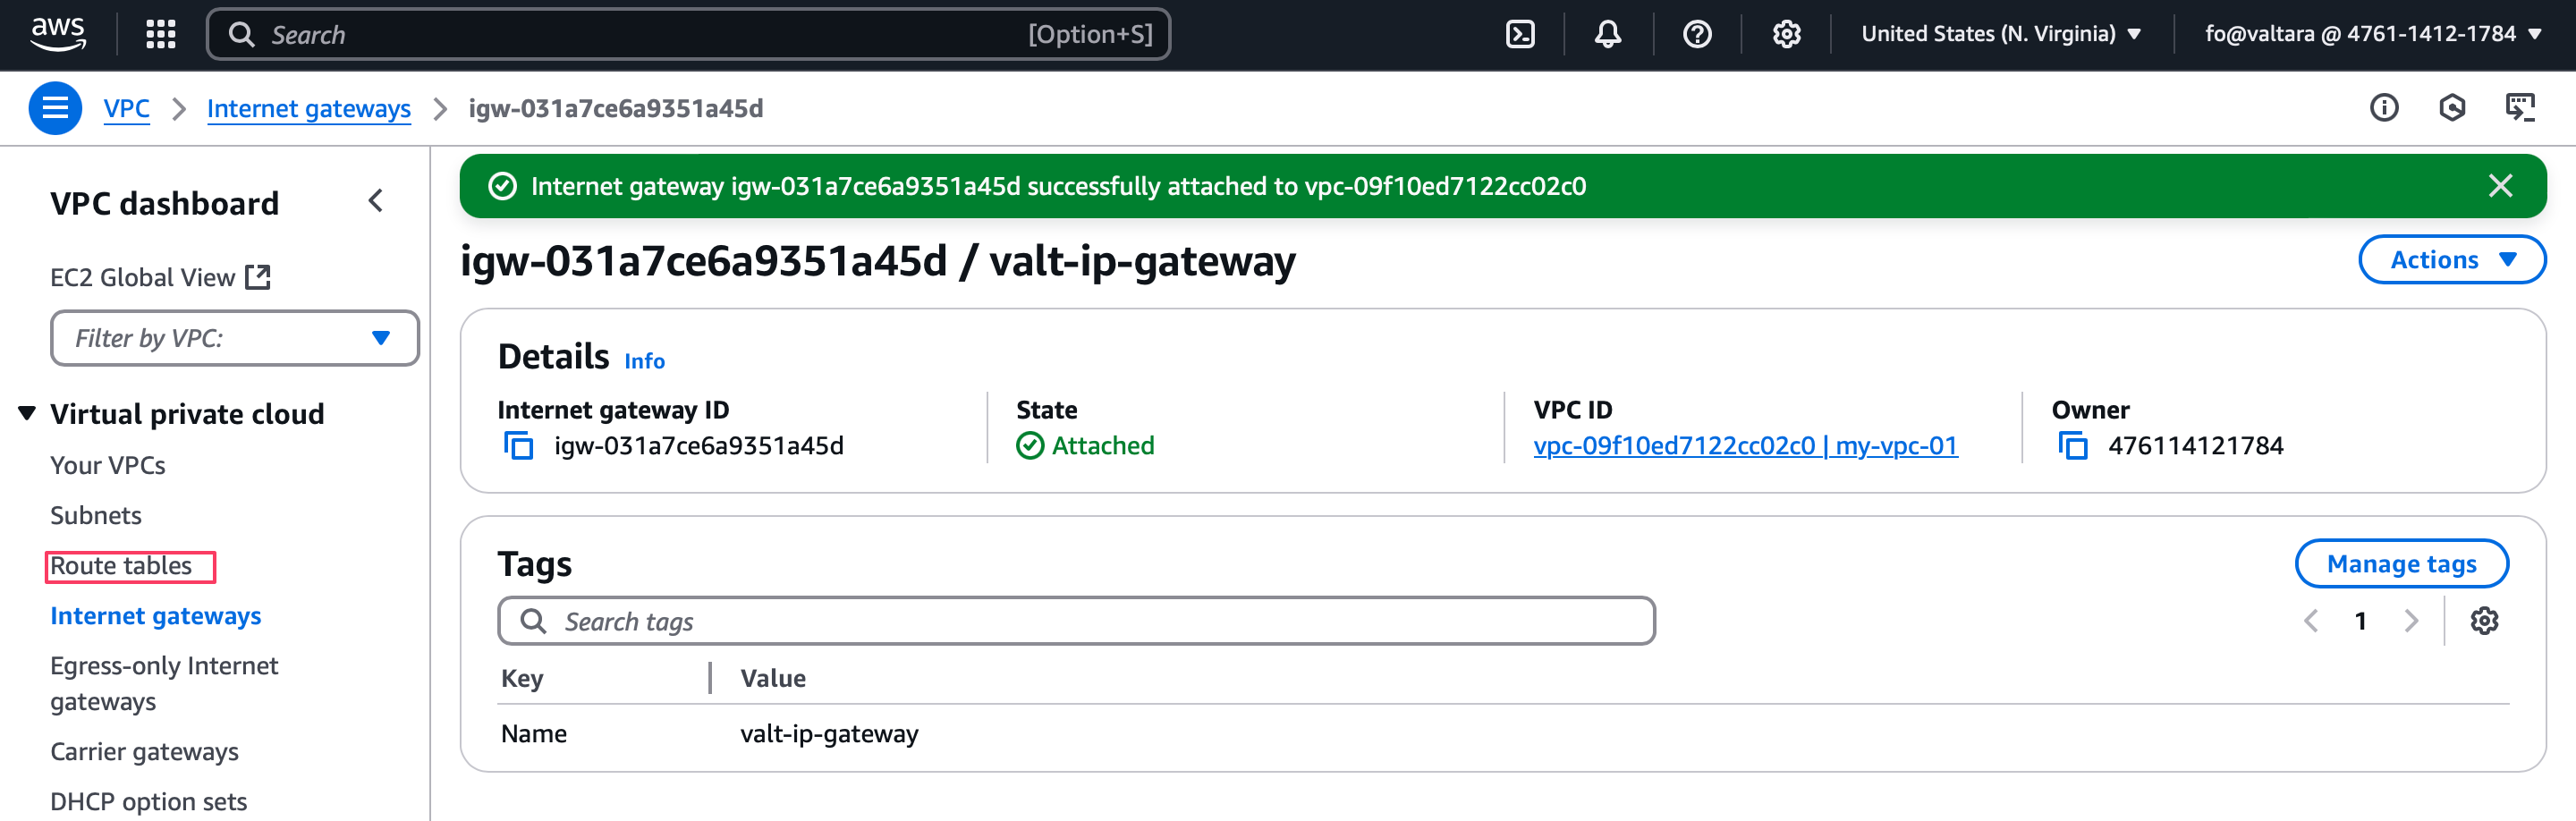 aws
Search [Option+S] United States (N. Virginia) fo@valtara @ 4761-1412-1784
VPC Internet gateways igw-031a7ce6a9351a45d
VPC dashboard
EC2 Global View
Filter by VPC:
Virtual private cloud
Your VPCs
Subnets
Route tables
Internet gateways
Egress-only Internet
gateways
Carrier gateways
DHCP option sets
Internet gateway igw-031a7ce6a9351a45d successfully attached to vpc-09f10ed7122cc02c0
igw-031a7ce6a9351a45d / valt-ip-gateway
Actions
Details Info
Internet gateway ID
igw-031a7ce6a9351a45d
State
Attached
VPC ID
vpc-09f10ed7122cc02c0 | my-vpc-01
Owner
476114121784
Tags
Manage tags
Search tags
1
Key Value
Name valt-ip-gateway